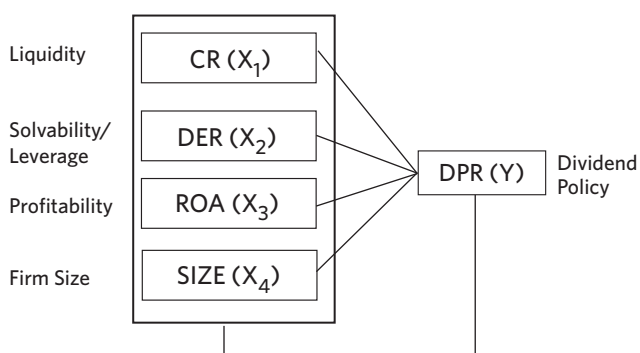 Liquidity
CR (X₁)
Solvability/
Leverage
DER (X₂)
Profitability
ROA (X₃)
Firm Size
SIZE (X₄)
DPR (Y)
Dividend
Policy